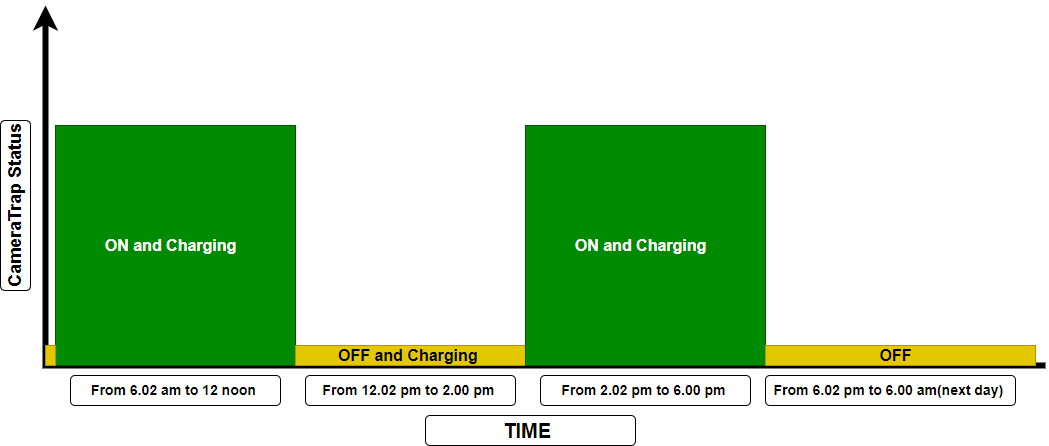 CameraTrap Status
ON and Charging
OFF and Charging
ON and Charging
OFF
From 6.02 am to 12 noon
From 12.02 pm to 2.00 pm
From 2.02 pm to 6.00 pm
From 6.02 pm to 6.00 am(next day)
TIME